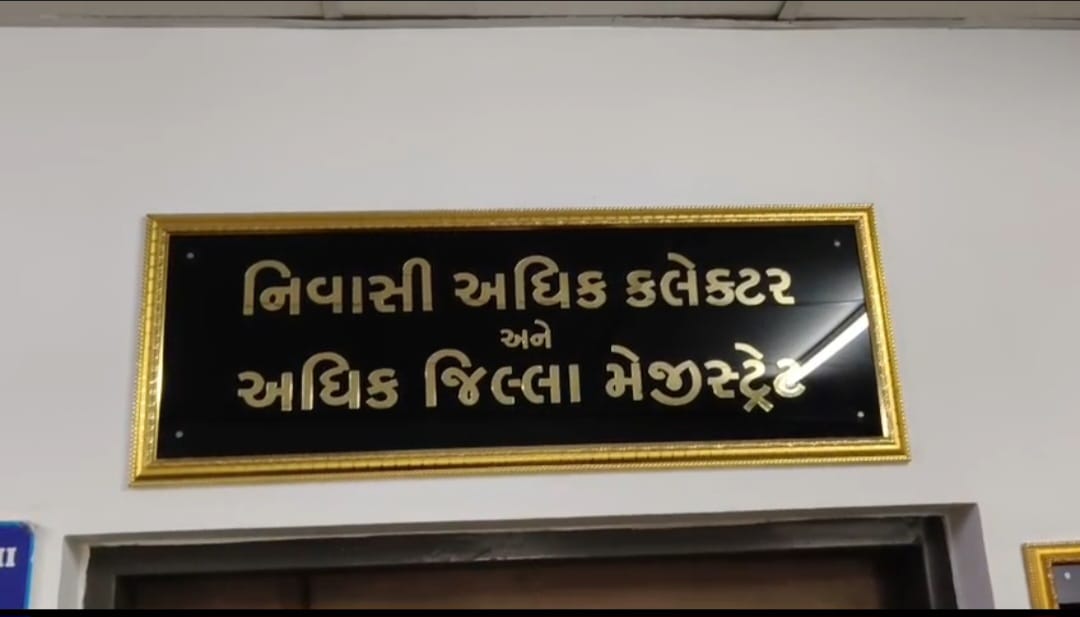 નિવાસી અધિક કલેક્ટર
અને
અધિક જિલ્લા મેજીસ્ટ્રેટ